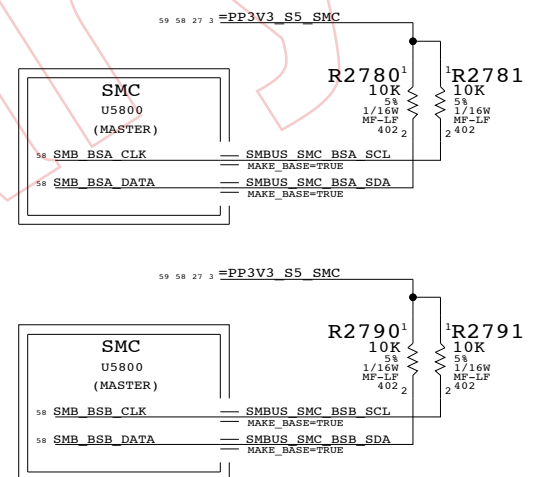 59 58 27 3 =PP3V3_S5_SMC
R2780 1 1 R2781
10K 10K
5% 5%
1/16W 1/16W
MF-LF MF-LF
402 2 2 402
SMC
U5800
(MASTER)
58 SMB_BSA_CLK SMBUS_SMC_BSA_SCL
MAKE_BASE=TRUE
58 SMB_BSA_DATA SMBUS_SMC_BSA_SDA
MAKE_BASE=TRUE
59 58 27 3 =PP3V3_S5_SMC
R2790 1 1 R2791
10K 10K
5% 5%
1/16W 1/16W
MF-LF MF-LF
402 2 2 402
SMC
U5800
(MASTER)
58 SMB_BSB_CLK SMBUS_SMC_BSB_SCL
MAKE_BASE=TRUE
58 SMB_BSB_DATA SMBUS_SMC_BSB_SDA
MAKE_BASE=TRUE